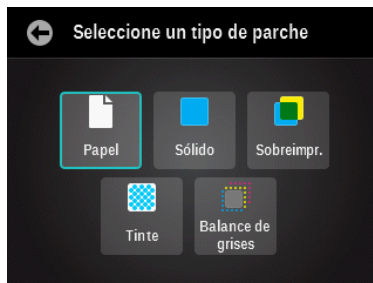 Seleccione un tipo de parche
Papel
Sólido
Sobreimpr.
Tinte
Balance de
grises